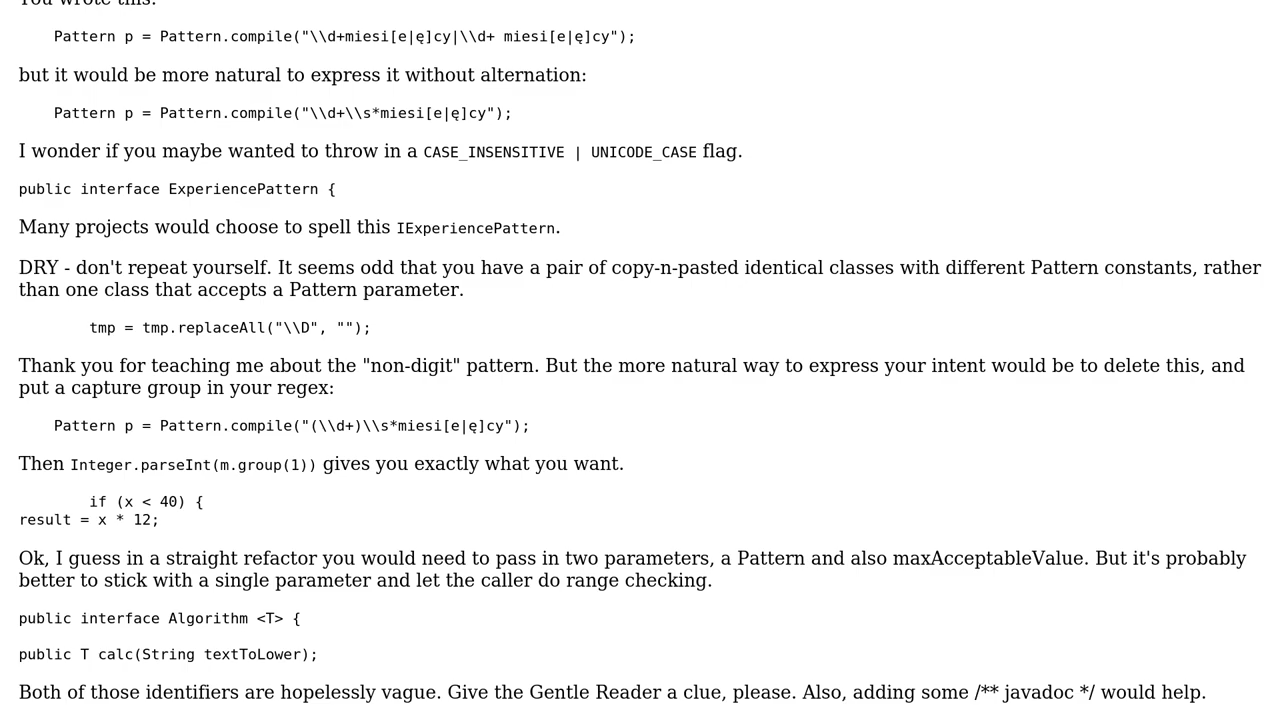 You wrote this:
    Pattern p = Pattern.compile("\\d+miesi[e|ę]cy|\\d+ miesi[e|ę]cy");
but it would be more natural to express it without alternation:
    Pattern p = Pattern.compile("\\d+\\s*miesi[e|ę]cy");
I wonder if you maybe wanted to throw in a CASE_INSENSITIVE | UNICODE_CASE flag.
public interface ExperiencePattern {
Many projects would choose to spell this IExperiencePattern.
DRY - don't repeat yourself. It seems odd that you have a pair of copy-n-pasted identical classes with different Pattern constants, rather
than one class that accepts a Pattern parameter.
        tmp = tmp.replaceAll("\\D", "");
Thank you for teaching me about the "non-digit" pattern. But the more natural way to express your intent would be to delete this, and
put a capture group in your regex:
    Pattern p = Pattern.compile("(\\d+)\\s*miesi[e|ę]cy");
Then Integer.parseInt(m.group(1)) gives you exactly what you want.
        if (x < 40) {
result = x * 12;
Ok, I guess in a straight refactor you would need to pass in two parameters, a Pattern and also maxAcceptableValue. But it's probably
better to stick with a single parameter and let the caller do range checking.
public interface Algorithm <T> {
public T calc(String textToLower);
Both of those identifiers are hopelessly vague. Give the Gentle Reader a clue, please. Also, adding some /** javadoc */ would help.